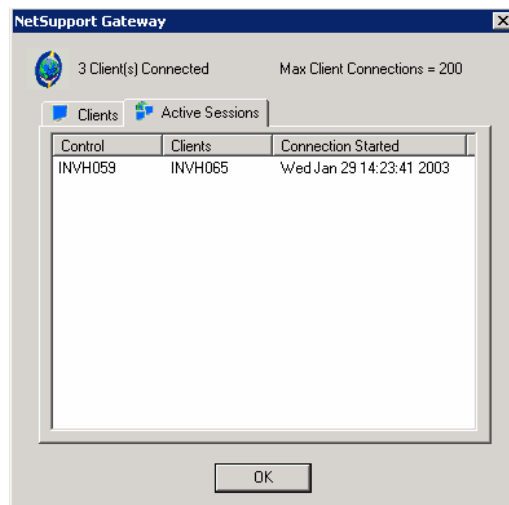 NetSupport Gateway
3 Client(s) Connected Max Client Connections = 200
Clients Active Sessions
Control Clients Connection Started
INVH059 INVH065 Wed Jan 29 14:23:41 2003
OK